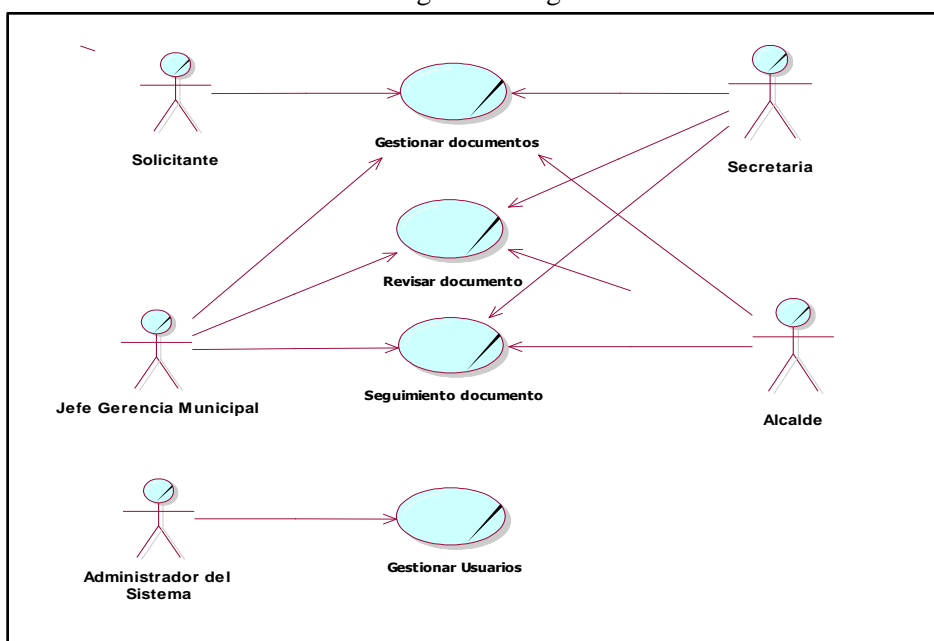 Solicitante
Gestionar documentos
Secretaria
Revisar documento
Jefe Gerencia Municipal
Seguimiento documento
Alcalde
Administrador del
Sistema
Gestionar Usuarios